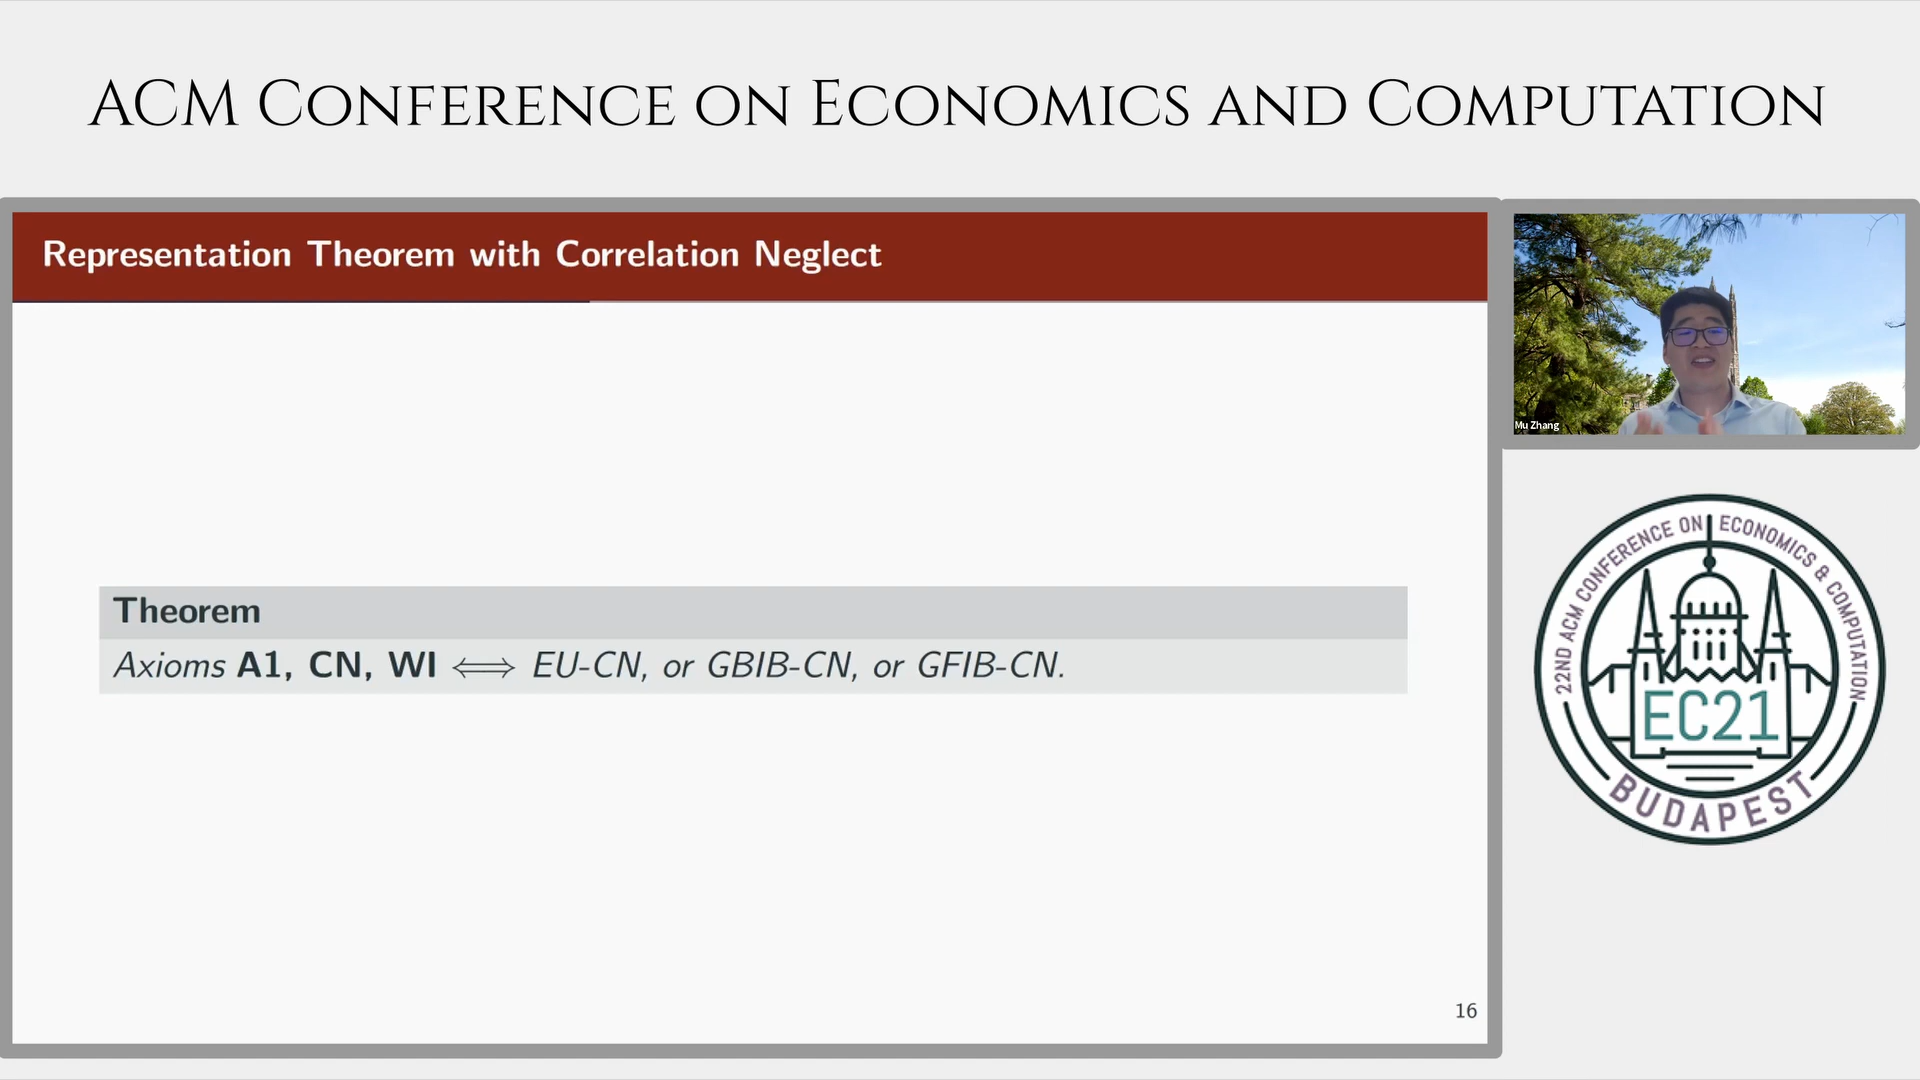 ACM Conference on Economics and Computation
Representation Theorem with Correlation Neglect
Theorem
Axioms A1, CN, WI ⟺ EU-CN, or GBIB-CN, or GFIB-CN.
16
Mu Zhang
22ND ACM CONFERENCE ON ECONOMICS & COMPUTATION
EC21
BUDAPEST